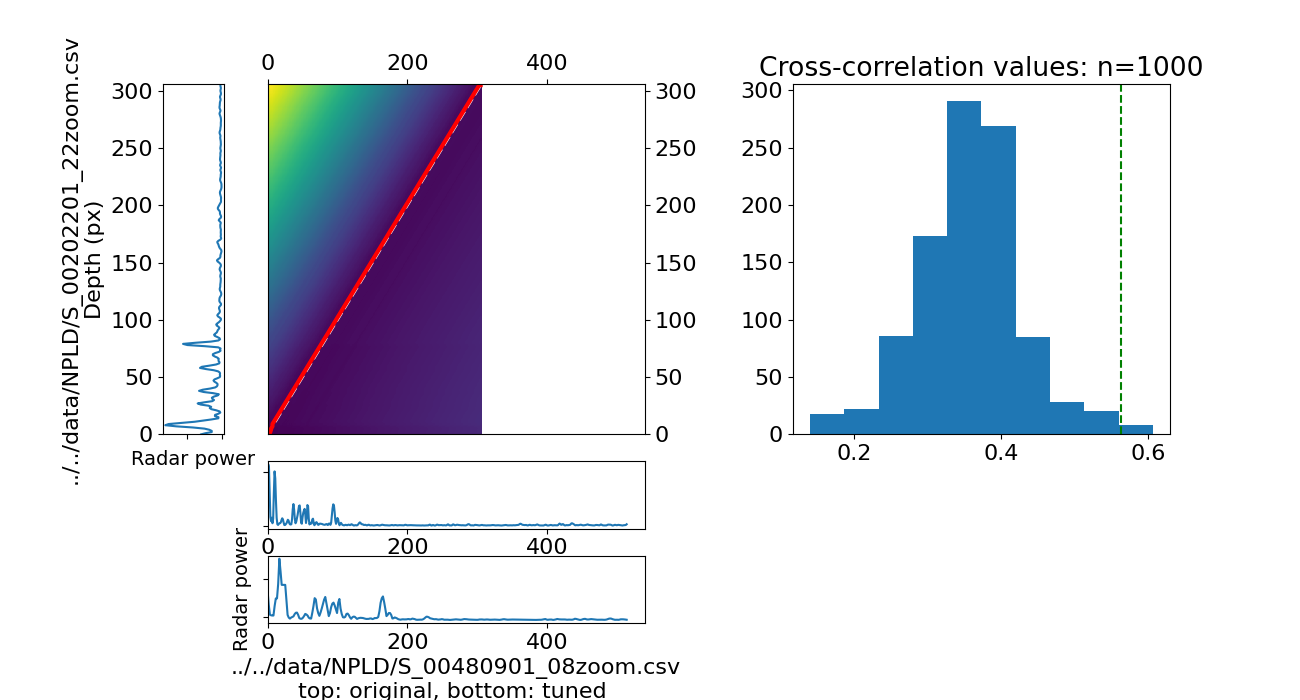 Cross-correlation values: n=1000
0 200 400
300
250
200
150
100
50
0
../../data/NPLD/S_00202201_22zoom.csv
Depth (px)
Radar power
300
250
200
150
100
50
0
300
250
200
150
100
50
0
0.2 0.4 0.6
0 200 400
Radar power
0 200 400
../../data/NPLD/S_00480901_08zoom.csv
top: original, bottom: tuned